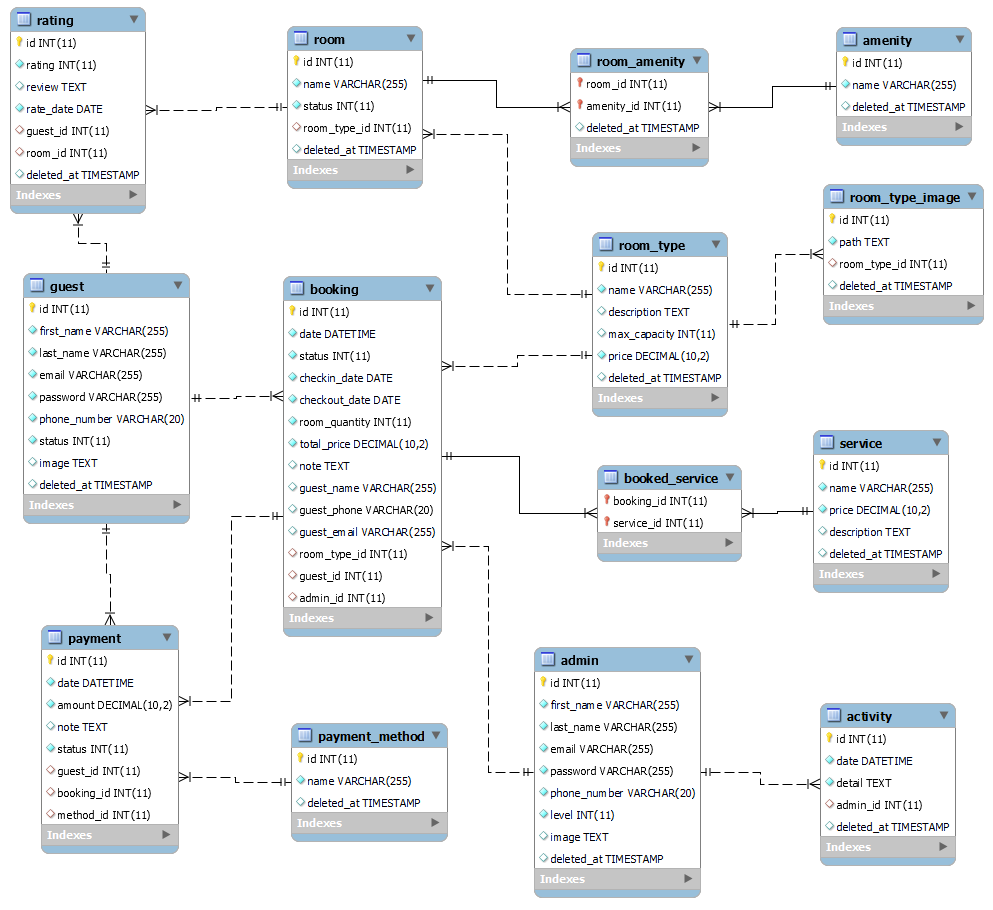 rating
id INT(11)
rating INT(11)
review TEXT
rate_date DATE
guest_id INT(11)
room_id INT(11)
deleted_at TIMESTAMP
Indexes
room
id INT(11)
name VARCHAR(255)
status INT(11)
room_type_id INT(11)
deleted_at TIMESTAMP
Indexes
room_amenity
room_id INT(11)
amenity_id INT(11)
deleted_at TIMESTAMP
Indexes
amenity
id INT(11)
name VARCHAR(255)
deleted_at TIMESTAMP
Indexes
room_type_image
id INT(11)
path TEXT
room_type_id INT(11)
deleted_at TIMESTAMP
Indexes
room_type
id INT(11)
name VARCHAR(255)
description TEXT
max_capacity INT(11)
price DECIMAL(10,2)
deleted_at TIMESTAMP
Indexes
guest
id INT(11)
first_name VARCHAR(255)
last_name VARCHAR(255)
email VARCHAR(255)
password VARCHAR(255)
phone_number VARCHAR(20)
status INT(11)
image TEXT
deleted_at TIMESTAMP
Indexes
booking
id INT(11)
date DATETIME
status INT(11)
checkin_date DATE
checkout_date DATE
room_quantity INT(11)
total_price DECIMAL(10,2)
note TEXT
guest_name VARCHAR(255)
guest_phone VARCHAR(20)
guest_email VARCHAR(255)
room_type_id INT(11)
guest_id INT(11)
admin_id INT(11)
Indexes
booked_service
booking_id INT(11)
service_id INT(11)
Indexes
service
id INT(11)
name VARCHAR(255)
price DECIMAL(10,2)
description TEXT
deleted_at TIMESTAMP
Indexes
payment
id INT(11)
date DATETIME
amount DECIMAL(10,2)
note TEXT
status INT(11)
guest_id INT(11)
booking_id INT(11)
method_id INT(11)
Indexes
payment_method
id INT(11)
name VARCHAR(255)
deleted_at TIMESTAMP
Indexes
admin
id INT(11)
first_name VARCHAR(255)
last_name VARCHAR(255)
email VARCHAR(255)
password VARCHAR(255)
phone_number VARCHAR(20)
level INT(11)
image TEXT
deleted_at TIMESTAMP
Indexes
activity
id INT(11)
date DATETIME
detail TEXT
admin_id INT(11)
deleted_at TIMESTAMP
Indexes